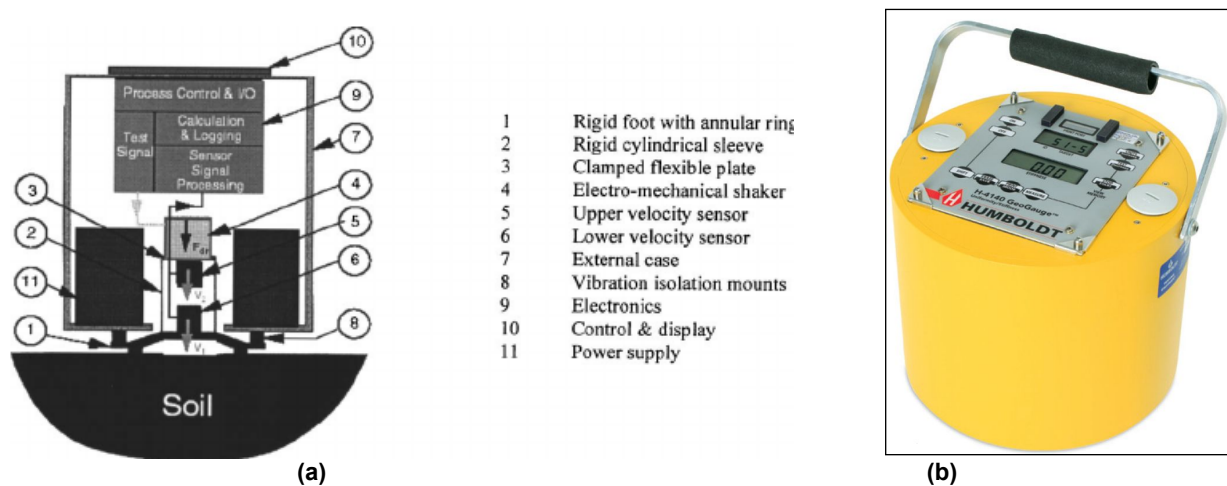 10
Process Control & I/O
9
Calculation
& Logging
Test
Signal
7
Sensor
Signal
Processing
3
4
F
2
5
6
V2
11
1
8
V1
Soil
1 Rigid foot with annular ring
2 Rigid cylindrical sleeve
3 Clamped flexible plate
4 Electro-mechanical shaker
5 Upper velocity sensor
6 Lower velocity sensor
7 External case
8 Vibration isolation mounts
9 Electronics
10 Control & display
11 Power supply
(a)
0.00
H-4140 GeoGauge™
HUMBOLDT
(b)